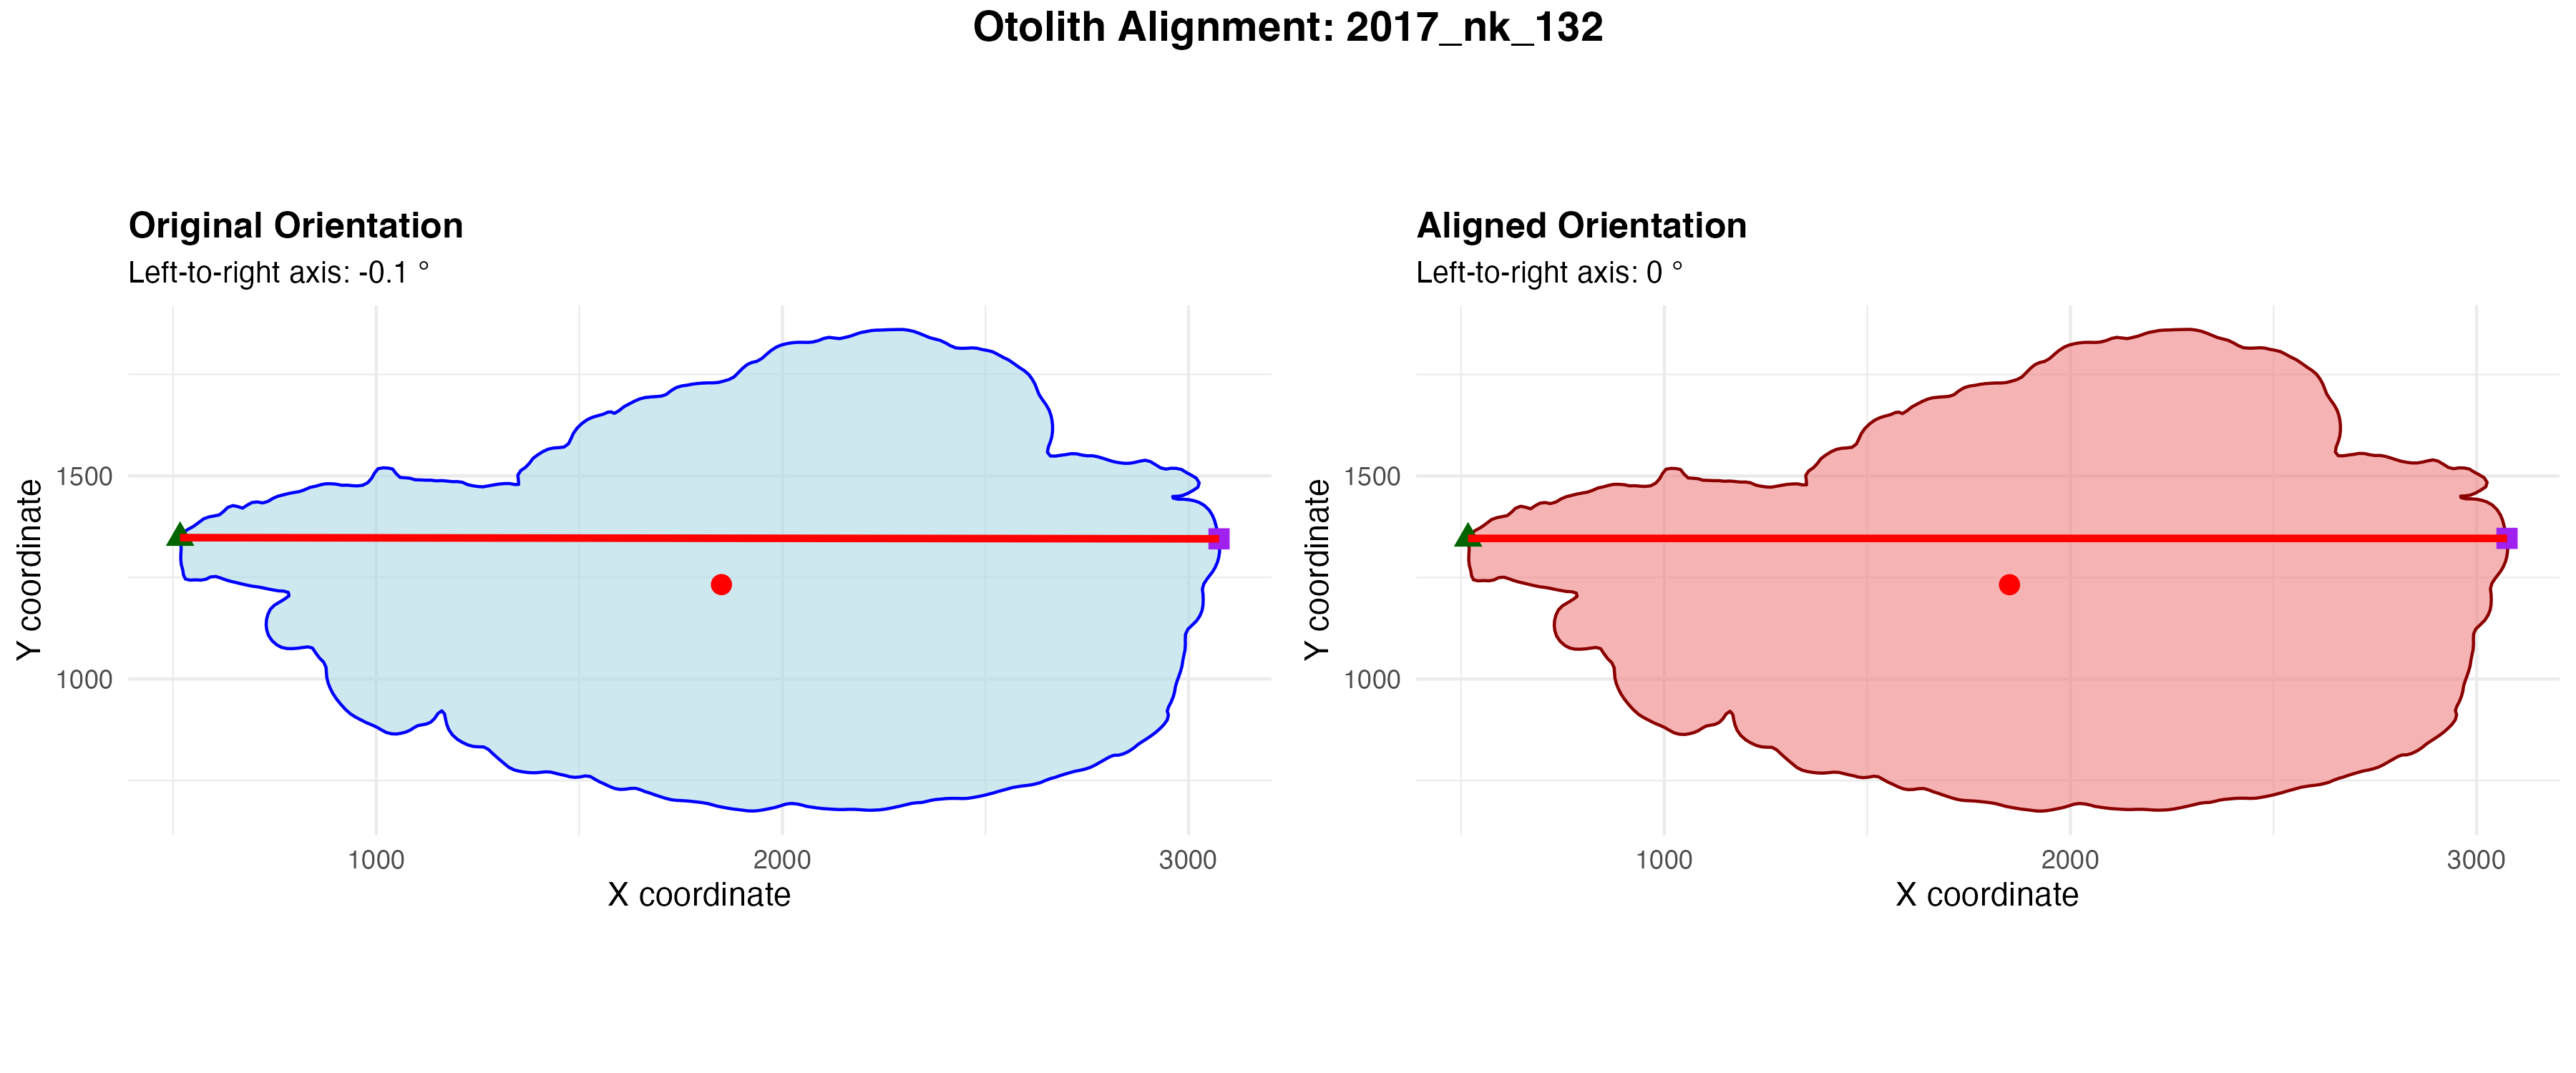 Otolith Alignment: 2017_nk_132
Original Orientation
Left-to-right axis: -0.1 °
Y coordinate
1500
1000
1000
2000
3000
X coordinate
Aligned Orientation
Left-to-right axis: 0 °
Y coordinate
1500
1000
1000
2000
3000
X coordinate